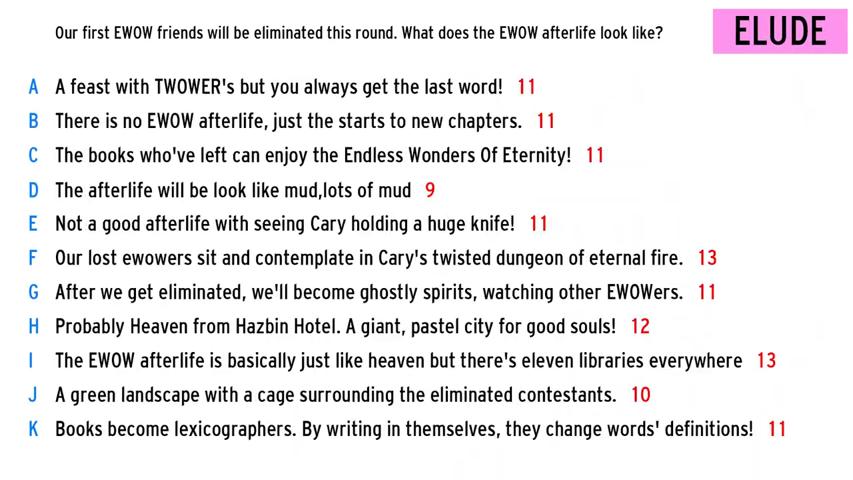 Our first EWOW friends will be eliminated this round. What does the EWOW afterlife look like?
ELUDE
A A feast with TWOWER's but you always get the last word! 11
B There is no EWOW afterlife, just the starts to new chapters. 11
C The books who've left can enjoy the Endless Wonders Of Eternity! 11
D The afterlife will be look like mud,lots of mud 9
E Not a good afterlife with seeing Cary holding a huge knife! 11
F Our lost ewowers sit and contemplate in Cary's twisted dungeon of eternal fire. 13
G After we get eliminated, we'll become ghostly spirits, watching other EWOWers. 11
H Probably Heaven from Hazbin Hotel. A giant, pastel city for good souls! 12
I The EWOW afterlife is basically just like heaven but there's eleven libraries everywhere 13
J A green landscape with a cage surrounding the eliminated contestants. 10
K Books become lexicographers. By writing in themselves, they change words' definitions! 11